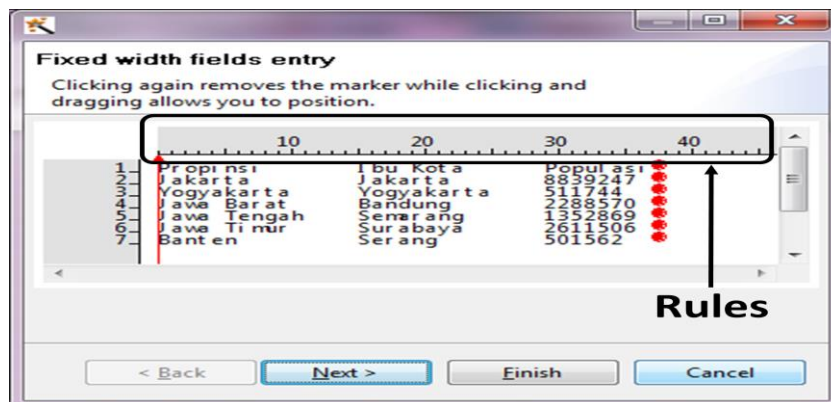 Fixed width fields entry
Clicking again removes the marker while clicking and
dragging allows you to position.
10 20 30 40
1 Propinsi Ibu Kota Populasi
2 Jakarta Jakarta 8839247
3 Yogyakarta Yogyakarta 511744
4 Jawa Barat Bandung 2288570
5 Jawa Tengah Semarang 1352869
6 Jawa Timur Surabaya 2611506
7 Banten Serang 501562
Rules
< Back Next > Finish Cancel